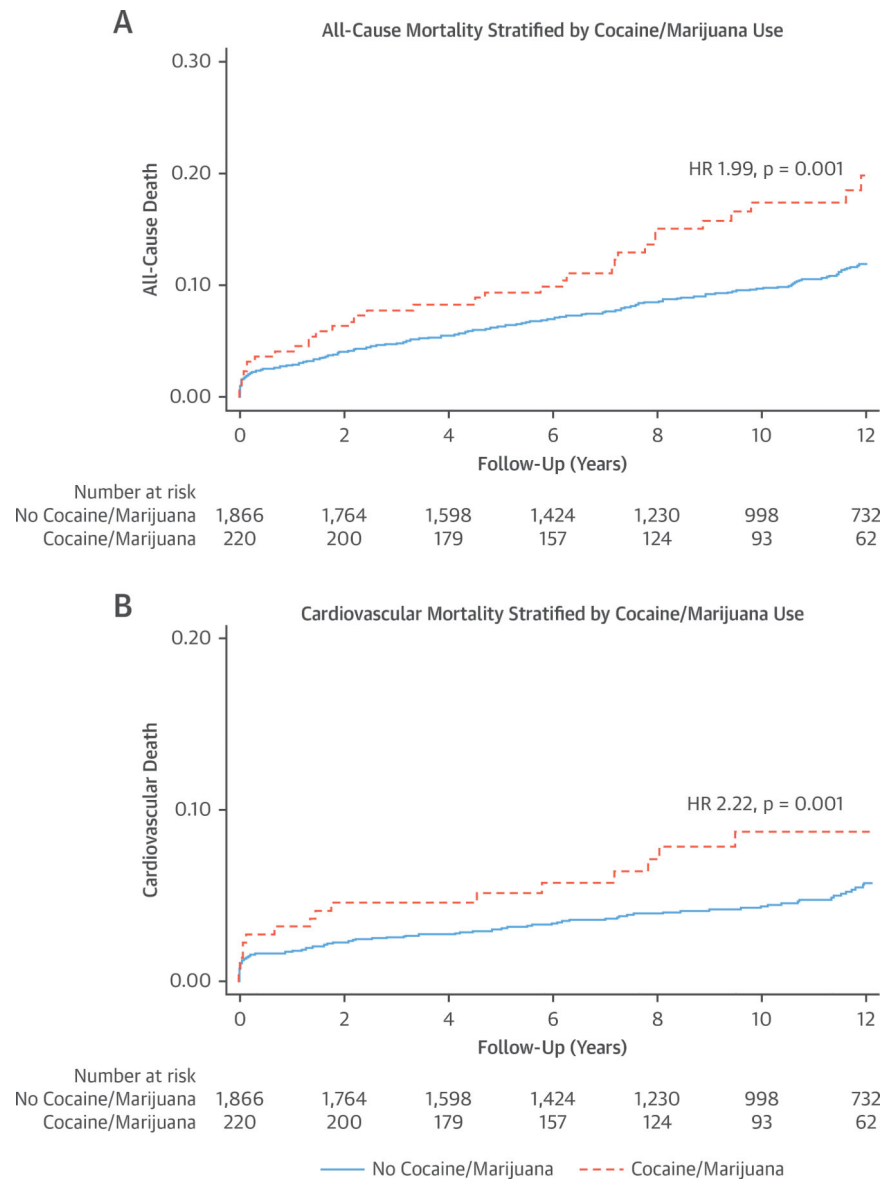 A
All-Cause Mortality Stratified by Cocaine/Marijuana Use
0.30
0.20
0.10
0.00
All-Cause Death
HR 1.99, p = 0.001
0 2 4 6 8 10 12
Follow-Up (Years)
Number at risk
No Cocaine/Marijuana 1,866 1,764 1,598 1,424 1,230 998 732
Cocaine/Marijuana 220 200 179 157 124 93 62
B
Cardiovascular Mortality Stratified by Cocaine/Marijuana Use
0.20
0.10
0.00
Cardiovascular Death
HR 2.22, p = 0.001
0 2 4 6 8 10 12
Follow-Up (Years)
Number at risk
No Cocaine/Marijuana 1,866 1,764 1,598 1,424 1,230 998 732
Cocaine/Marijuana 220 200 179 157 124 93 62
No Cocaine/Marijuana Cocaine/Marijuana